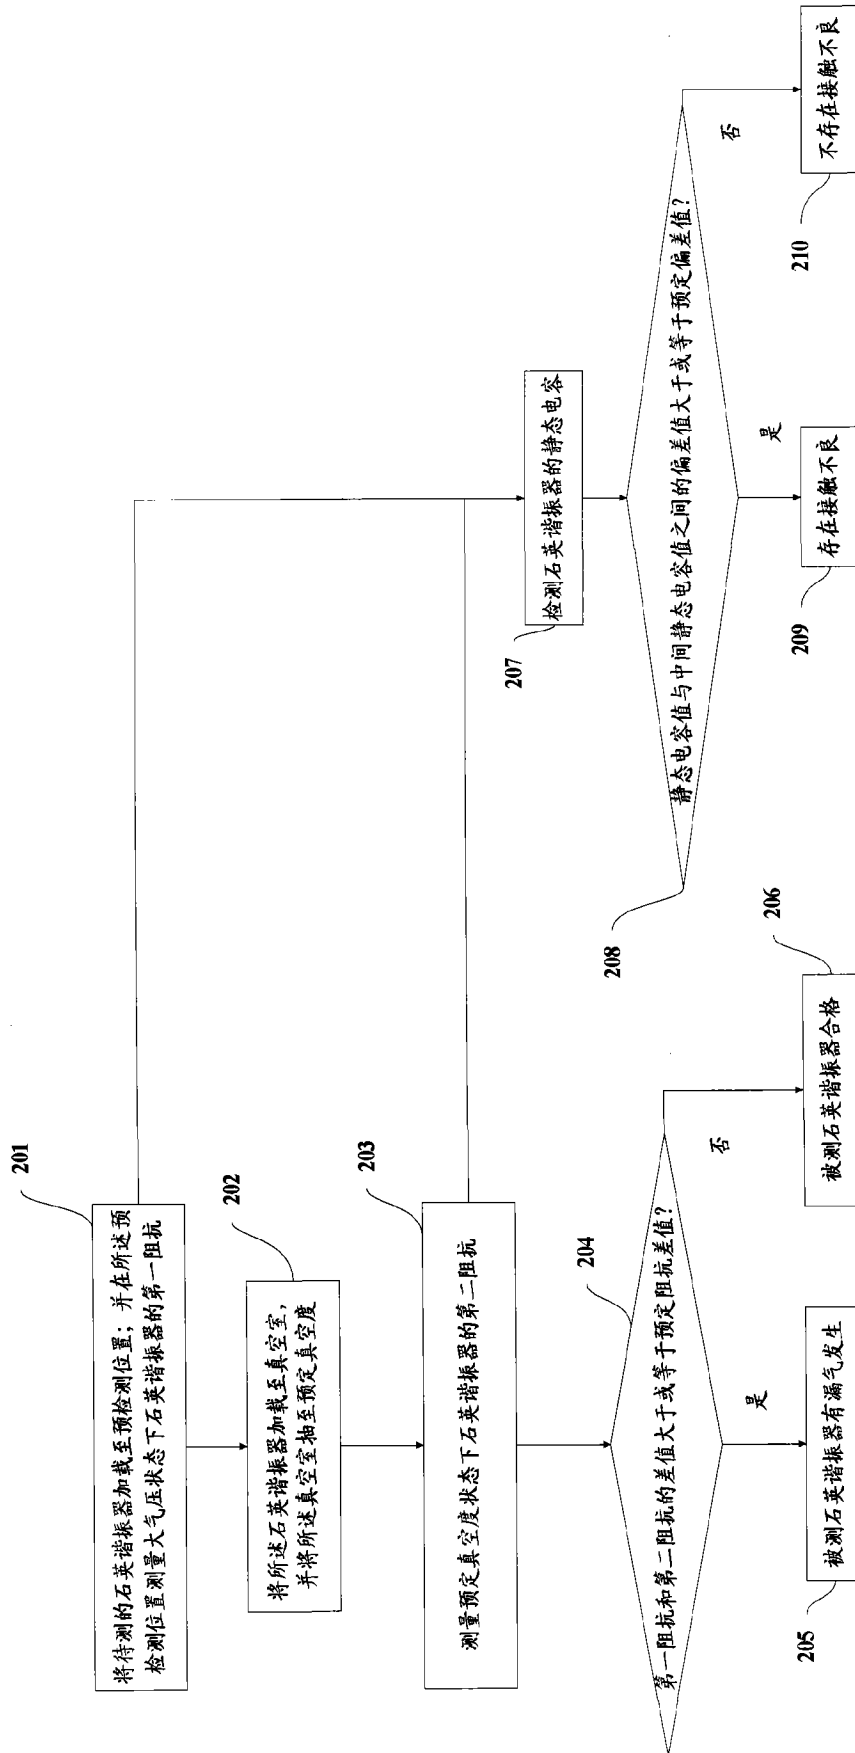 201
将待测的石英谐振器加载至预检测位置；并在所述预
检测位置测量大气压状态下石英谐振器的第一阻抗
202
将所述石英谐振器加载至真空室，
并将所述真空室抽至预定真空度
203
测量预定真空度状态下石英谐振器的第二阻抗
204
第一阻抗和第二阻抗的差值大于或等于预定阻抗差值？
是
否
205
被测石英谐振器有漏气发生
206
被测石英谐振器合格
207
检测石英谐振器的静态电容
208
静态电容值与中间静态电容值之间的偏差值大于或等于预定偏差值？
是
否
209
存在接触不良
210
不存在接触不良